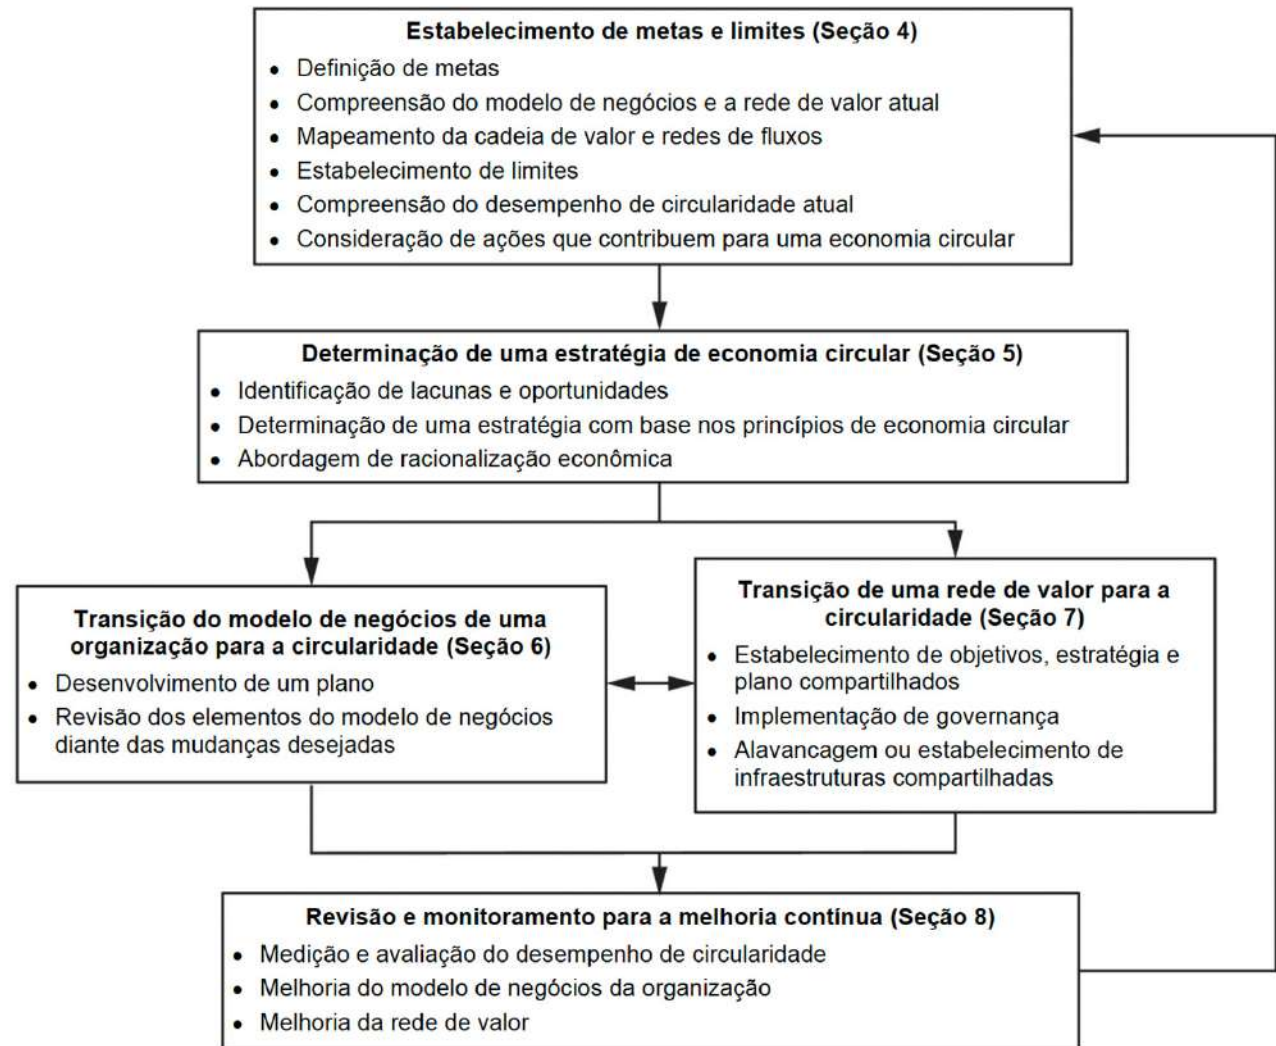 Estabelecimento de metas e limites (Seção 4)
• Definição de metas
• Compreensão do modelo de negócios e a rede de valor atual
• Mapeamento da cadeia de valor e redes de fluxos
• Estabelecimento de limites
• Compreensão do desempenho de circularidade atual
• Consideração de ações que contribuem para uma economia circular
Determinação de uma estratégia de economia circular (Seção 5)
• Identificação de lacunas e oportunidades
• Determinação de uma estratégia com base nos princípios de economia circular
• Abordagem de racionalização econômica
Transição do modelo de negócios de uma
organização para a circularidade (Seção 6)
• Desenvolvimento de um plano
• Revisão dos elementos do modelo de negócios
diante das mudanças desejadas
Transição de uma rede de valor para a
circularidade (Seção 7)
• Estabelecimento de objetivos, estratégia e
plano compartilhados
• Implementação de governança
• Alavancagem ou estabelecimento de
infraestruturas compartilhadas
Revisão e monitoramento para a melhoria contínua (Seção 8)
• Medição e avaliação do desempenho de circularidade
• Melhoria do modelo de negócios da organização
• Melhoria da rede de valor